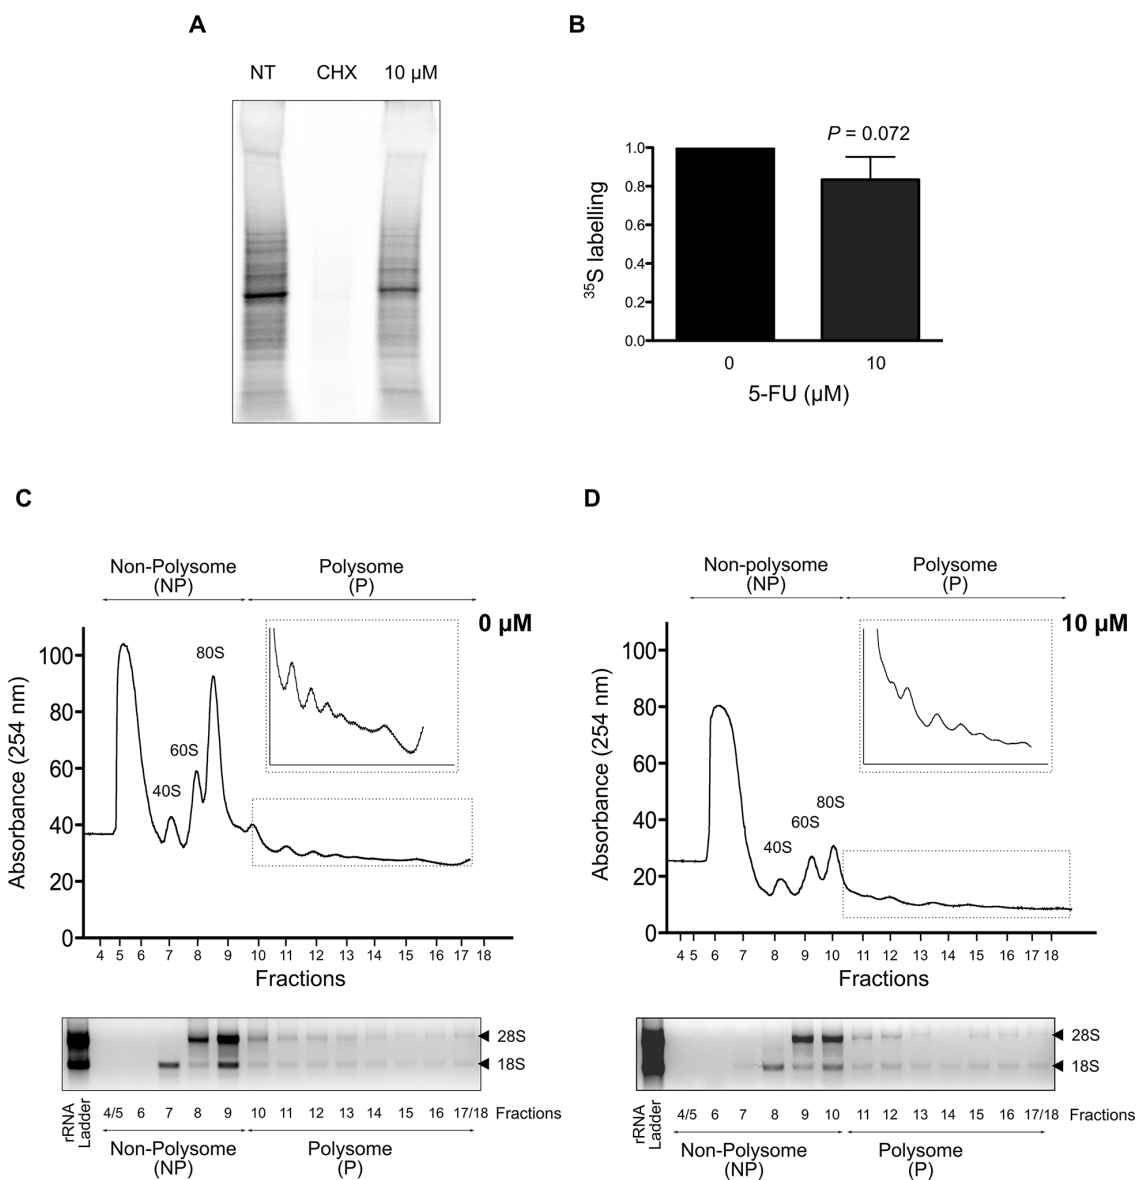 A
NT CHX 10 µM
B
P = 0.072
1.0
0.8
0.6
0.4
0.2
0.0
³⁵S labelling
0 10
5-FU (µM)
C
Non-Polysome
(NP)
Polysome
(P)
0 µM
100
80
60
40
20
0
Absorbance (254 nm)
40S
60S
80S
4 5 6 7 8 9 10 11 12 13 14 15 16 17 18
Fractions
28S
18S
rRNA
Ladder
4/5 6 7 8 9 10 11 12 13 14 15 16 17/18 Fractions
Non-Polysome
(NP)
Polysome
(P)
D
Non-polysome
(NP)
Polysome
(P)
10 µM
100
80
60
40
20
0
Absorbance (254 nm)
40S
60S
80S
4 5 6 7 8 9 10 11 12 13 14 15 16 17 18
Fractions
28S
18S
rRNA
Ladder
4/5 6 7 8 9 10 11 12 13 14 15 16 17/18 Fractions
Non-Polysome
(NP)
Polysome
(P)